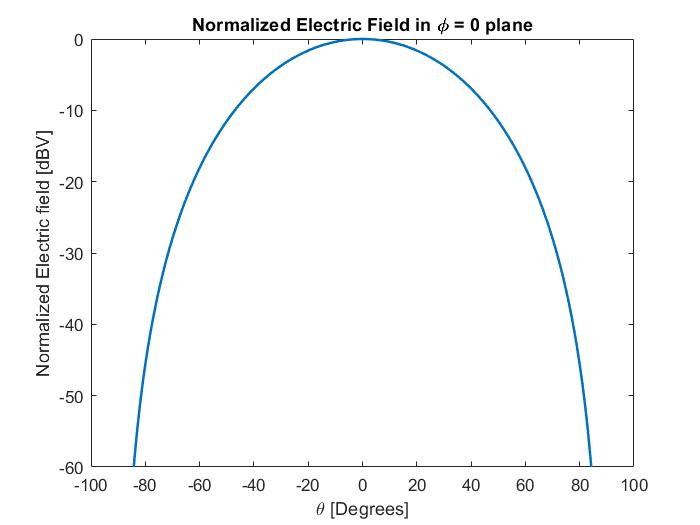 Normalized Electric Field in ϕ = 0 plane
Normalized Electric field [dBV]
0
-10
-20
-30
-40
-50
-60
-100 -80 -60 -40 -20 0 20 40 60 80 100
θ [Degrees]